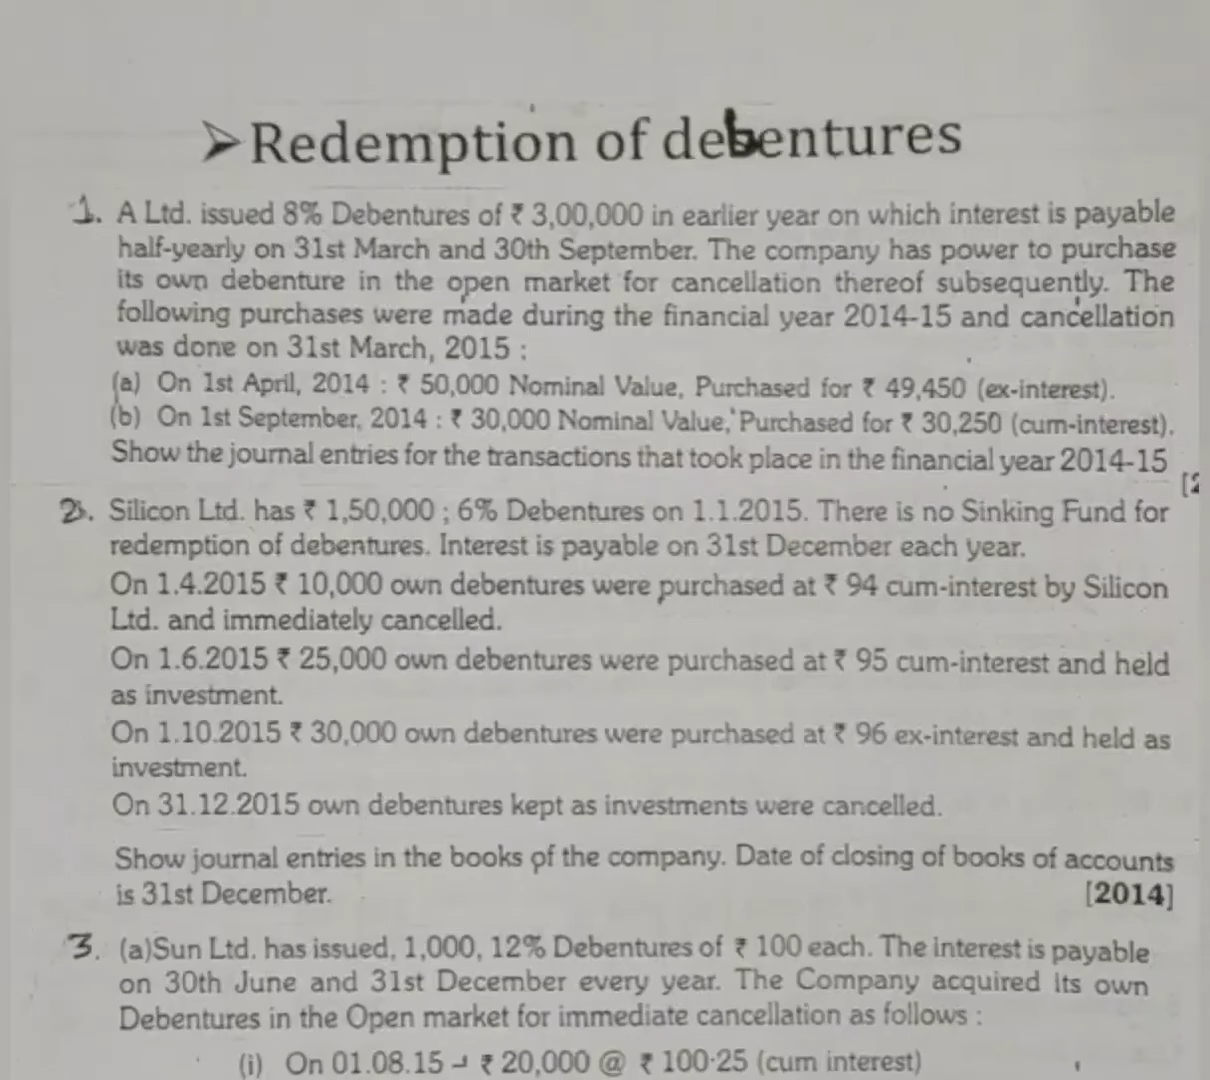 ➢Redemption of debentures
1. A Ltd. issued 8% Debentures of ₹ 3,00,000 in earlier year on which interest is payable
half-yearly on 31st March and 30th September. The company has power to purchase
its own debenture in the open market for cancellation thereof subsequently. The
following purchases were made during the financial year 2014-15 and cancellation
was done on 31st March, 2015 :
(a) On 1st April, 2014 : ₹ 50,000 Nominal Value, Purchased for ₹ 49,450 (ex-interest).
(b) On 1st September, 2014 : ₹ 30,000 Nominal Value, Purchased for ₹ 30,250 (cum-interest).
Show the journal entries for the transactions that took place in the financial year 2014-15
[2
2. Silicon Ltd. has ₹ 1,50,000 ; 6% Debentures on 1.1.2015. There is no Sinking Fund for
redemption of debentures. Interest is payable on 31st December each year.
On 1.4.2015 ₹ 10,000 own debentures were purchased at ₹ 94 cum-interest by Silicon
Ltd. and immediately cancelled.
On 1.6.2015 ₹ 25,000 own debentures were purchased at ₹ 95 cum-interest and held
as investment.
On 1.10.2015 ₹ 30,000 own debentures were purchased at ₹ 96 ex-interest and held as
investment.
On 31.12.2015 own debentures kept as investments were cancelled.
Show journal entries in the books of the company. Date of closing of books of accounts
is 31st December. [2014]
3. (a)Sun Ltd. has issued, 1,000, 12% Debentures of ₹ 100 each. The interest is payable
on 30th June and 31st December every year. The Company acquired its own
Debentures in the Open market for immediate cancellation as follows :
(i) On 01.08.15 - ₹ 20,000 @ ₹ 100·25 (cum interest)